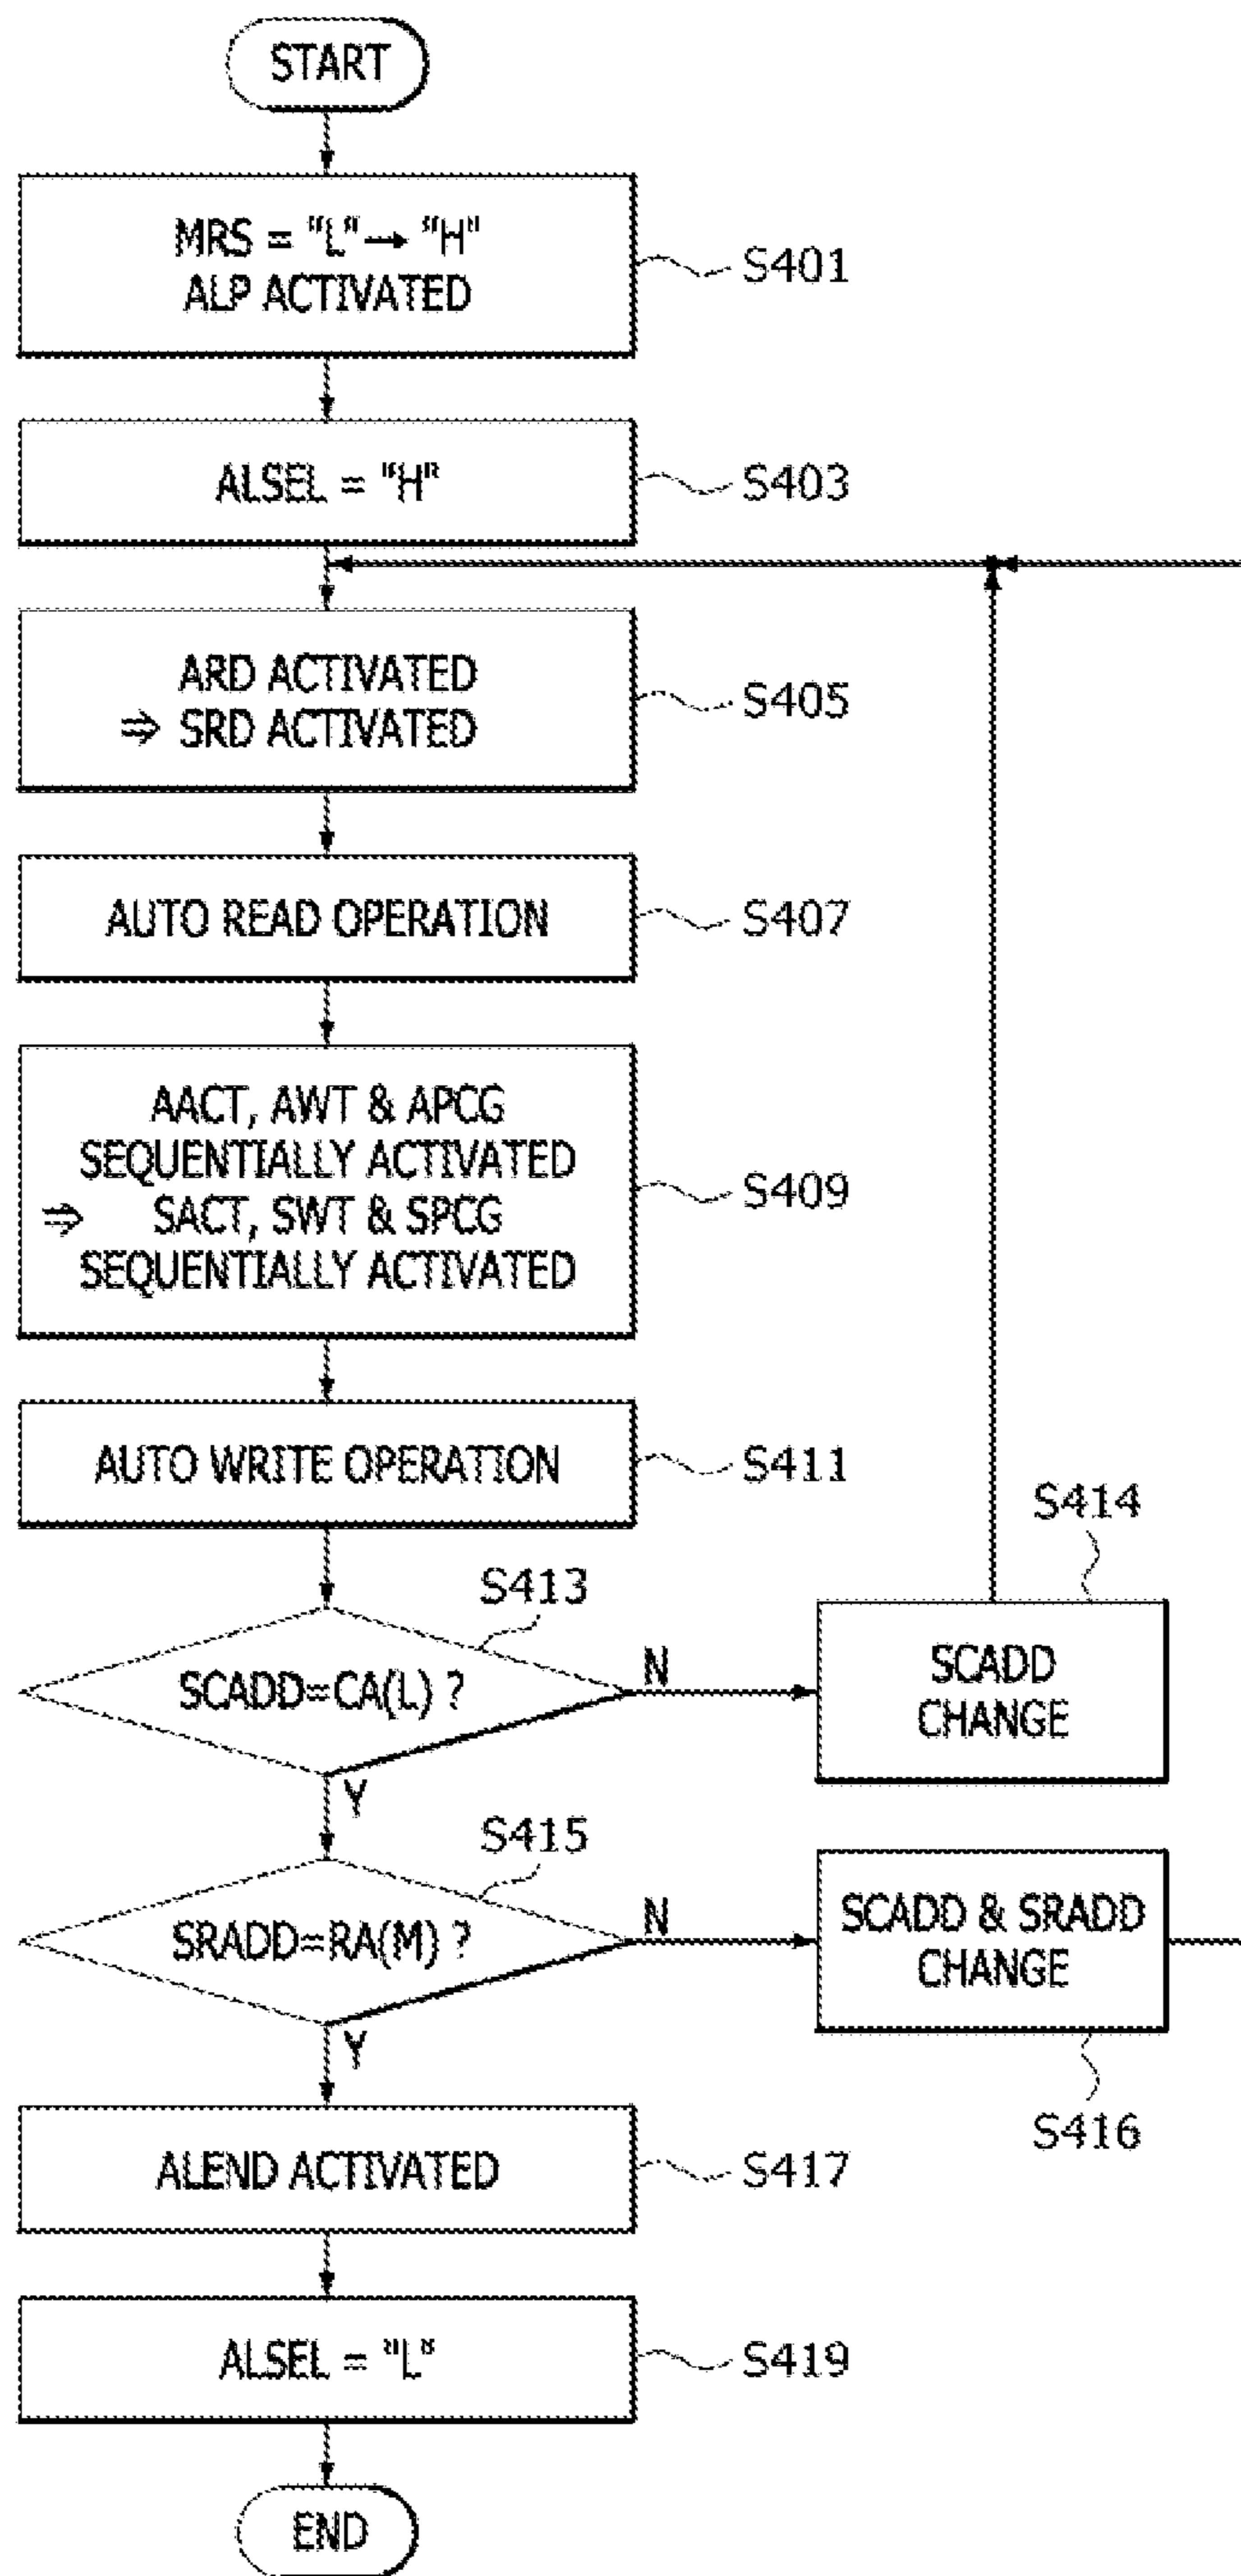 START
MRS = "L"→ "H"
ALP ACTIVATED
S401
ALSEL = "H"
S403
ARD ACTIVATED
⇒ SRD ACTIVATED
S405
AUTO READ OPERATION
S407
AACT, AWT & APCG
SEQUENTIALLY ACTIVATED
⇒ SACT, SWT & SPCG
SEQUENTIALLY ACTIVATED
S409
AUTO WRITE OPERATION
S411
S413
SCADD=CA(L) ?
N
Y
S414
SCADD
CHANGE
S415
SRADD=RA(M) ?
N
Y
SCADD & SRADD
CHANGE
S416
ALEND ACTIVATED
S417
ALSEL = "L"
S419
END